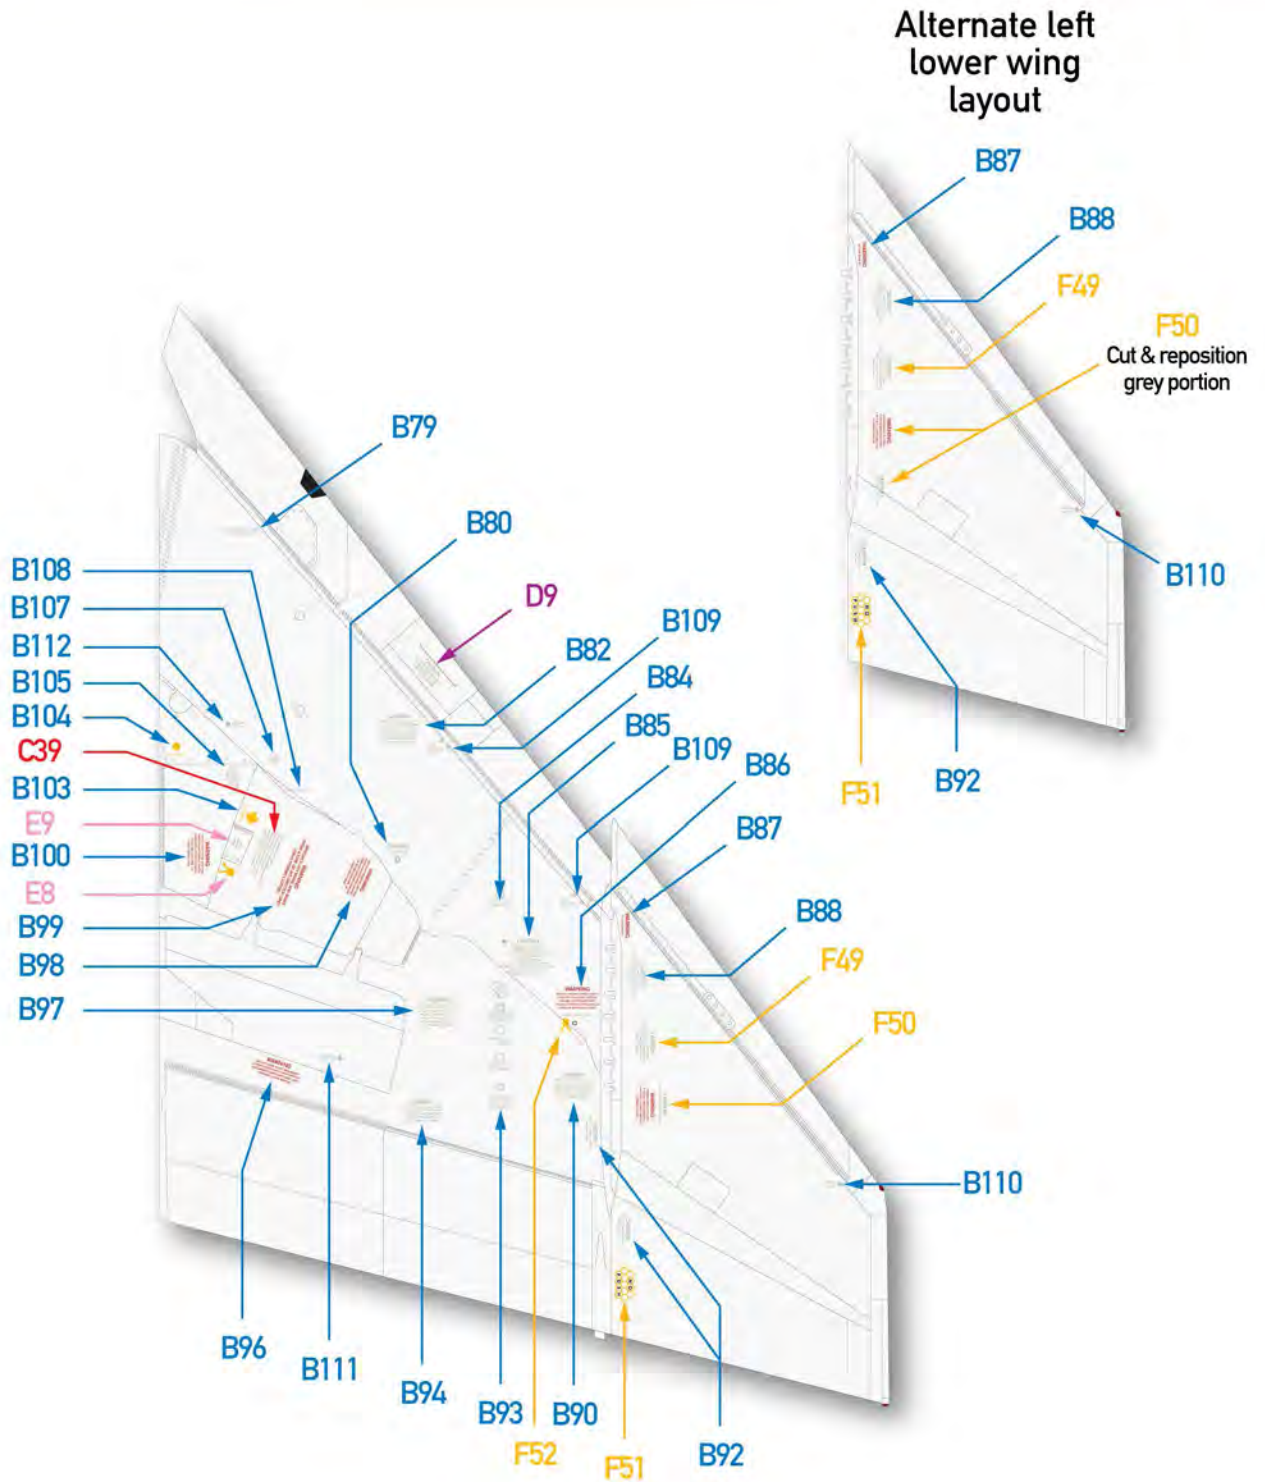 Alternate left
lower wing
layout
B87
B88
F49
F50
Cut & reposition
grey portion
B110
B92
F51
B79
B80
D9
B109
B82
B84
B85
B109
B86
B87
B88
F49
F50
B110
B108
B107
B112
B105
B104
C39
B103
E9
B100
E8
B99
B98
B97
B96
B111
B94
B93
B90
F52
F51
B92